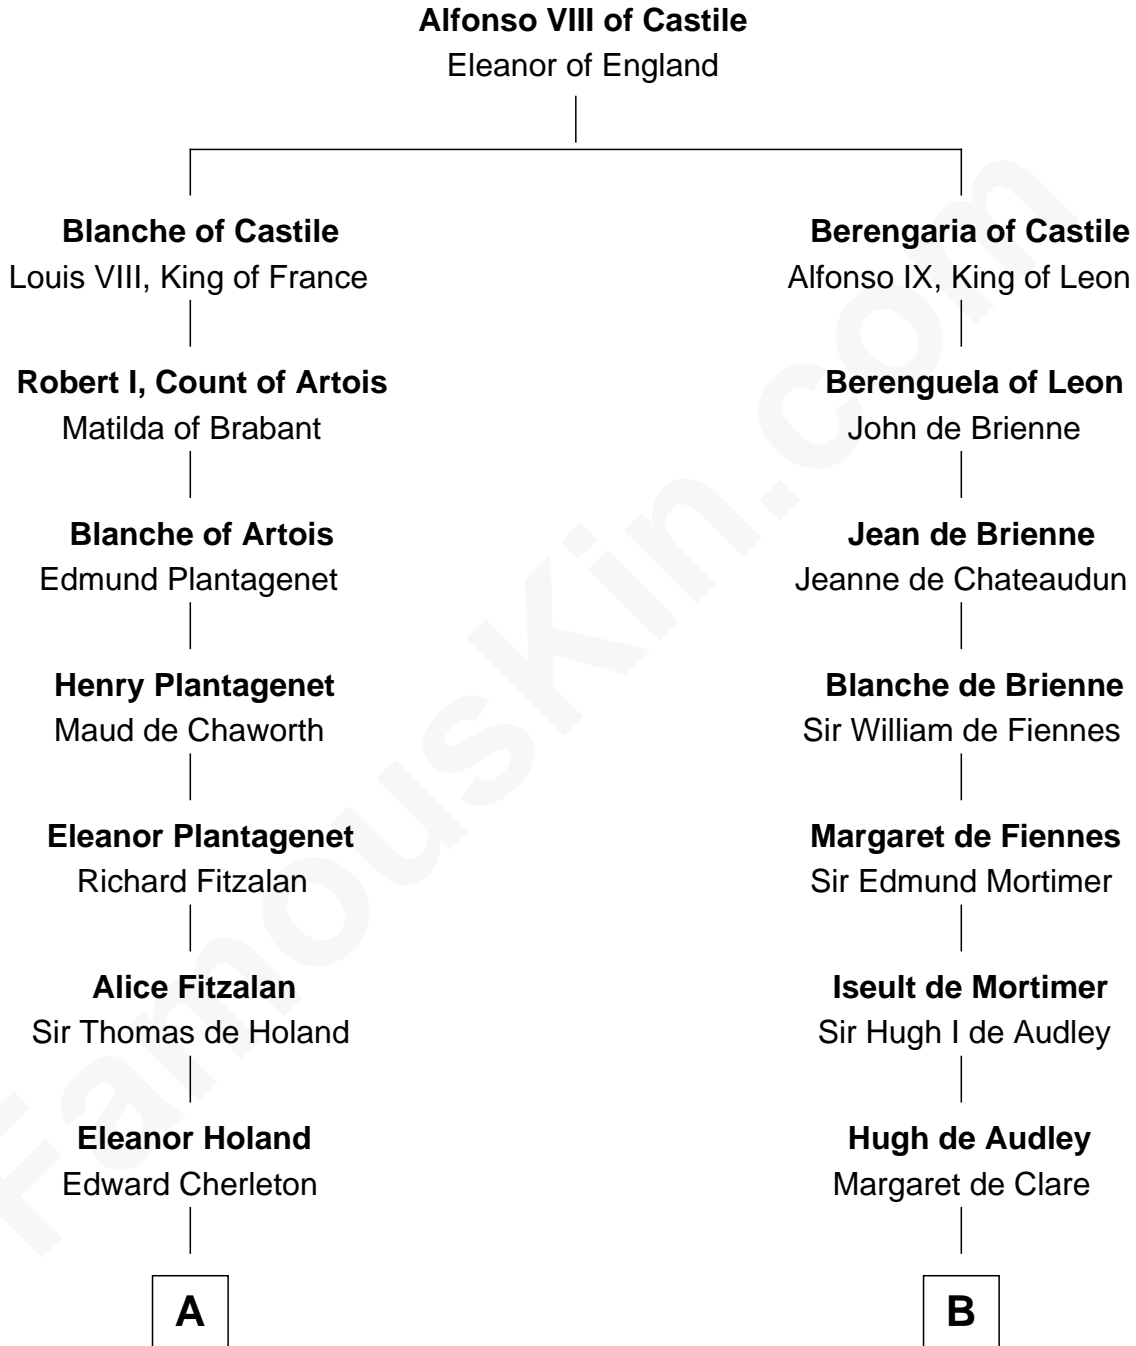 Alfonso VIII of Castile
Eleanor of England
Blanche of Castile
Louis VIII, King of France
Berengaria of Castile
Alfonso IX, King of Leon
Robert I, Count of Artois
Matilda of Brabant
Berenguela of Leon
John de Brienne
Blanche of Artois
Edmund Plantagenet
Jean de Brienne
Jeanne de Chateaudun
Henry Plantagenet
Maud de Chaworth
Blanche de Brienne
Sir William de Fiennes
Eleanor Plantagenet
Richard Fitzalan
Margaret de Fiennes
Sir Edmund Mortimer
Alice Fitzalan
Sir Thomas de Holand
Iseult de Mortimer
Sir Hugh I de Audley
Eleanor Holand
Edward Cherleton
Hugh de Audley
Margaret de Clare
A
B
FamousKin.com